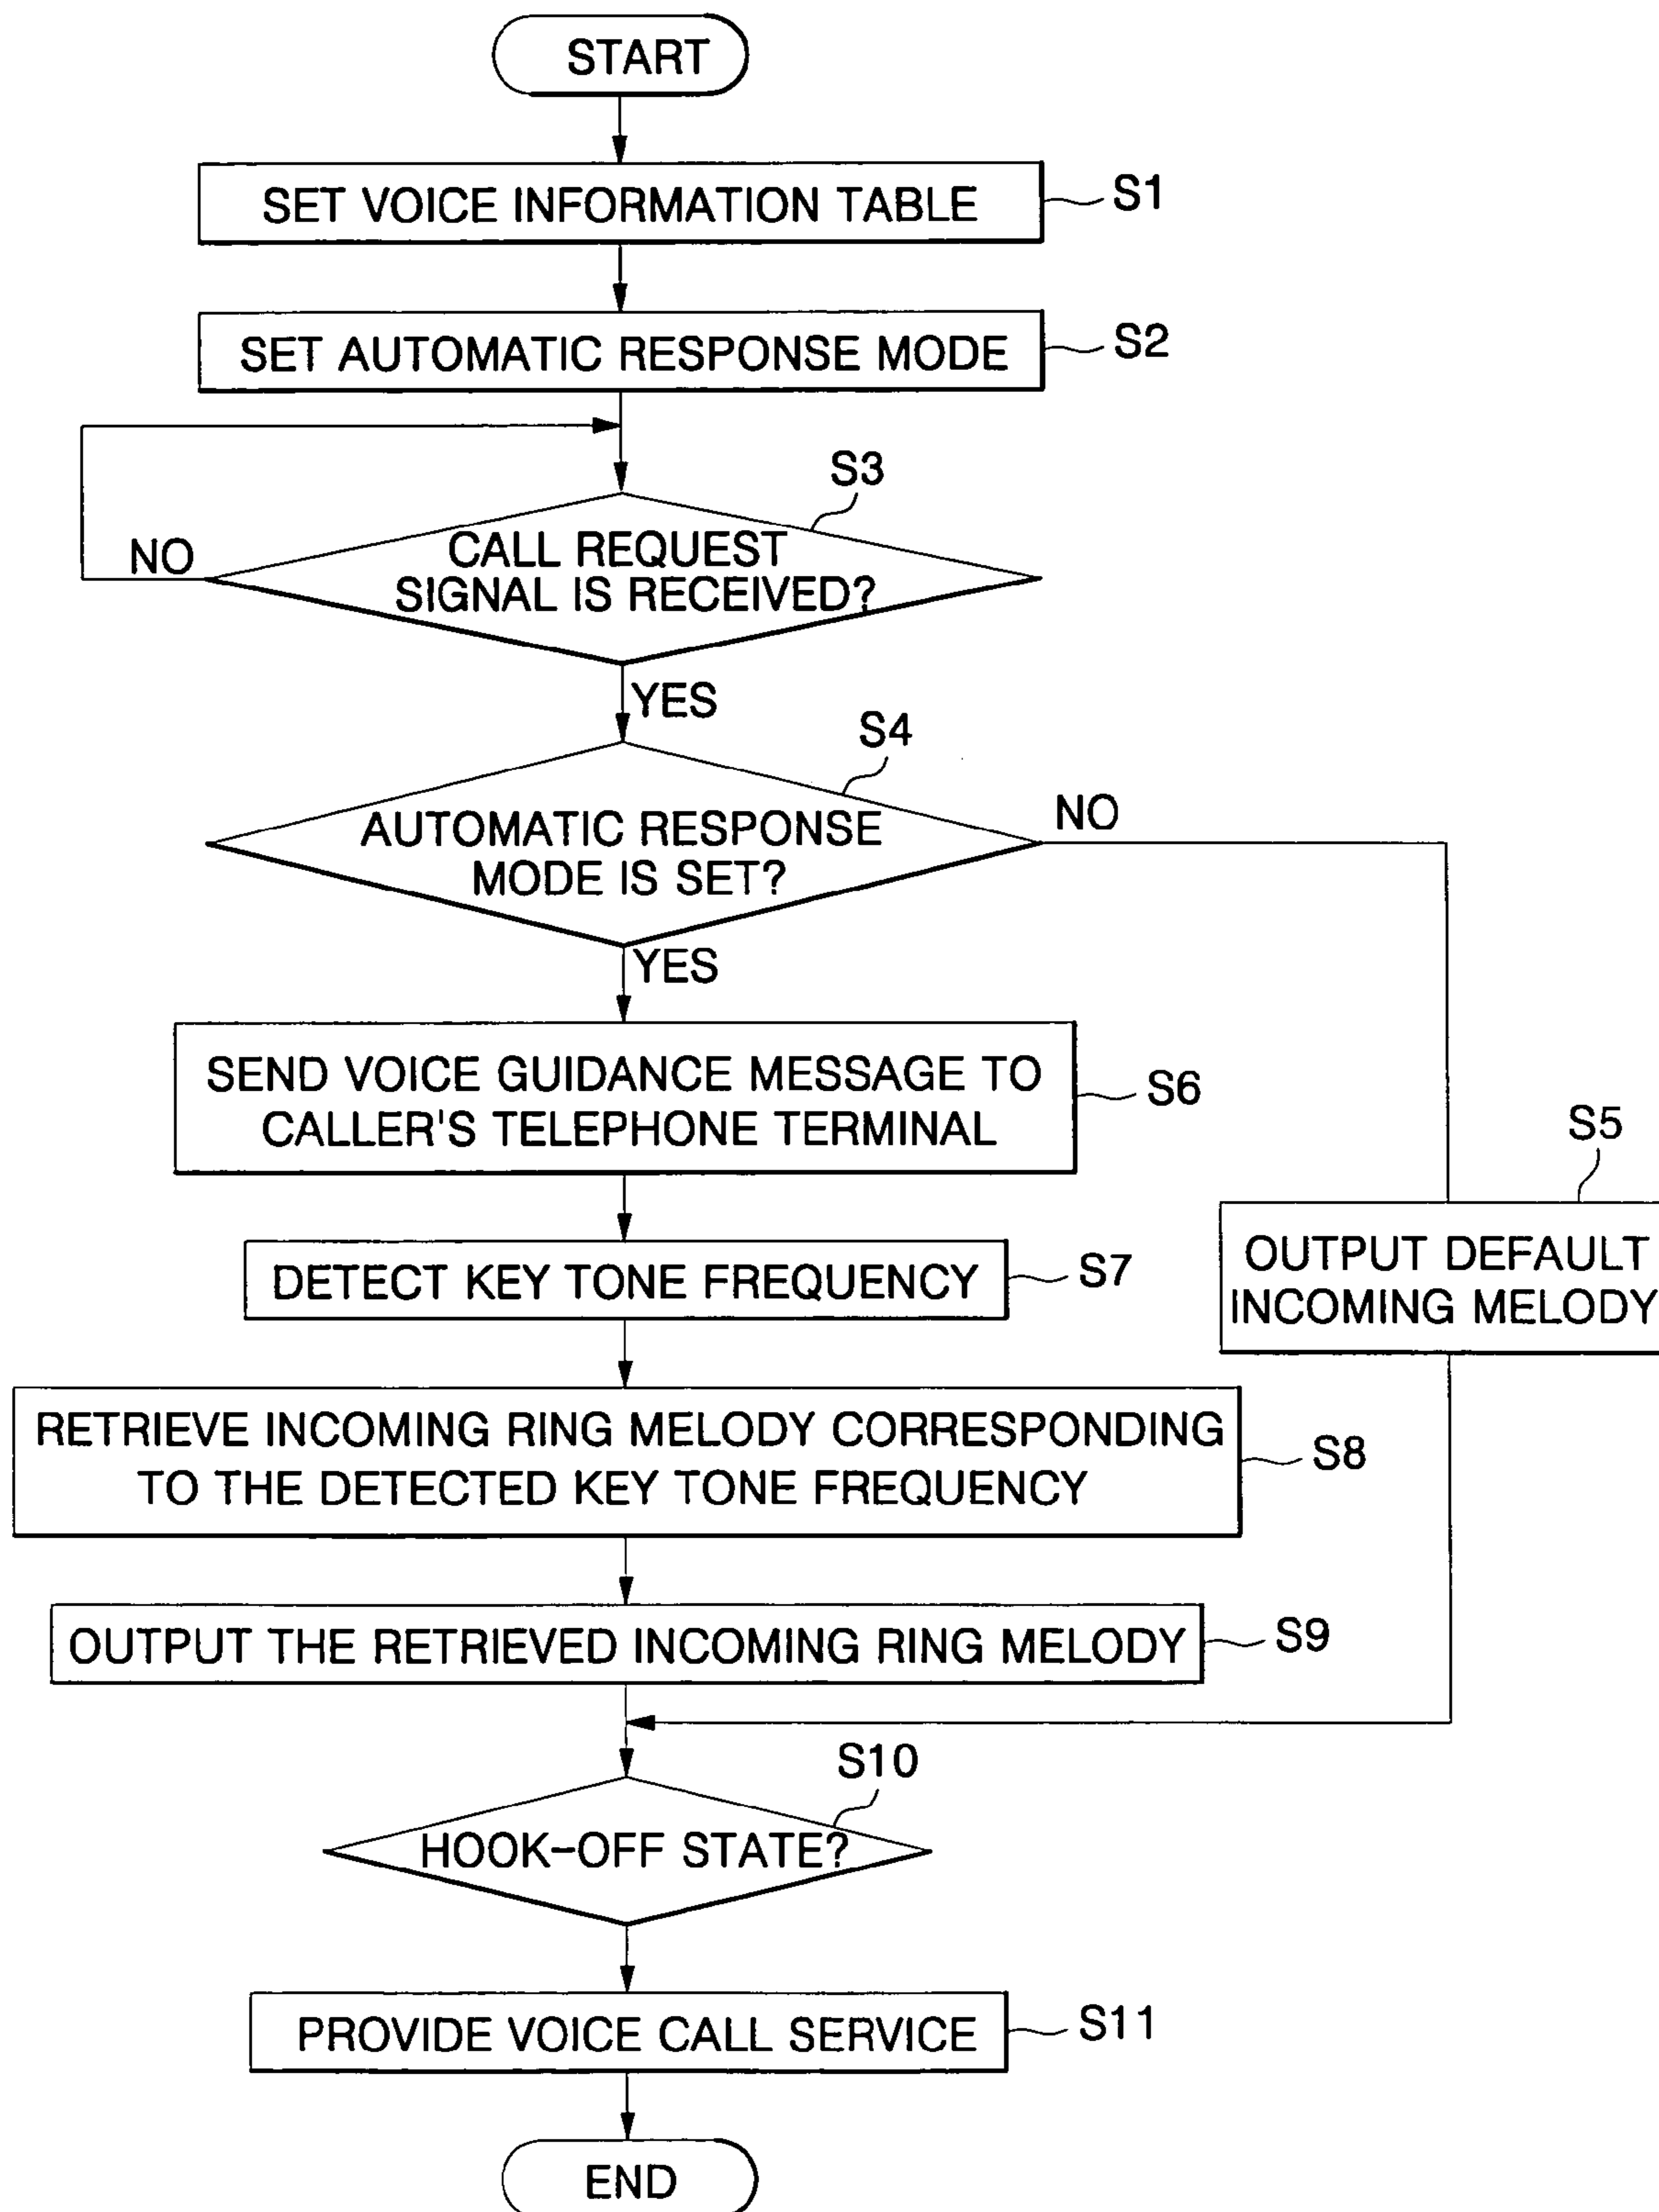 START
SET VOICE INFORMATION TABLE
S1
SET AUTOMATIC RESPONSE MODE
S2
S3
CALL REQUEST
SIGNAL IS RECEIVED?
NO
YES
S4
AUTOMATIC RESPONSE
MODE IS SET?
NO
YES
SEND VOICE GUIDANCE MESSAGE TO
CALLER'S TELEPHONE TERMINAL
S6
S5
OUTPUT DEFAULT
INCOMING MELODY
DETECT KEY TONE FREQUENCY
S7
RETRIEVE INCOMING RING MELODY CORRESPONDING
TO THE DETECTED KEY TONE FREQUENCY
S8
OUTPUT THE RETRIEVED INCOMING RING MELODY
S9
S10
HOOK-OFF STATE?
PROVIDE VOICE CALL SERVICE
S11
END